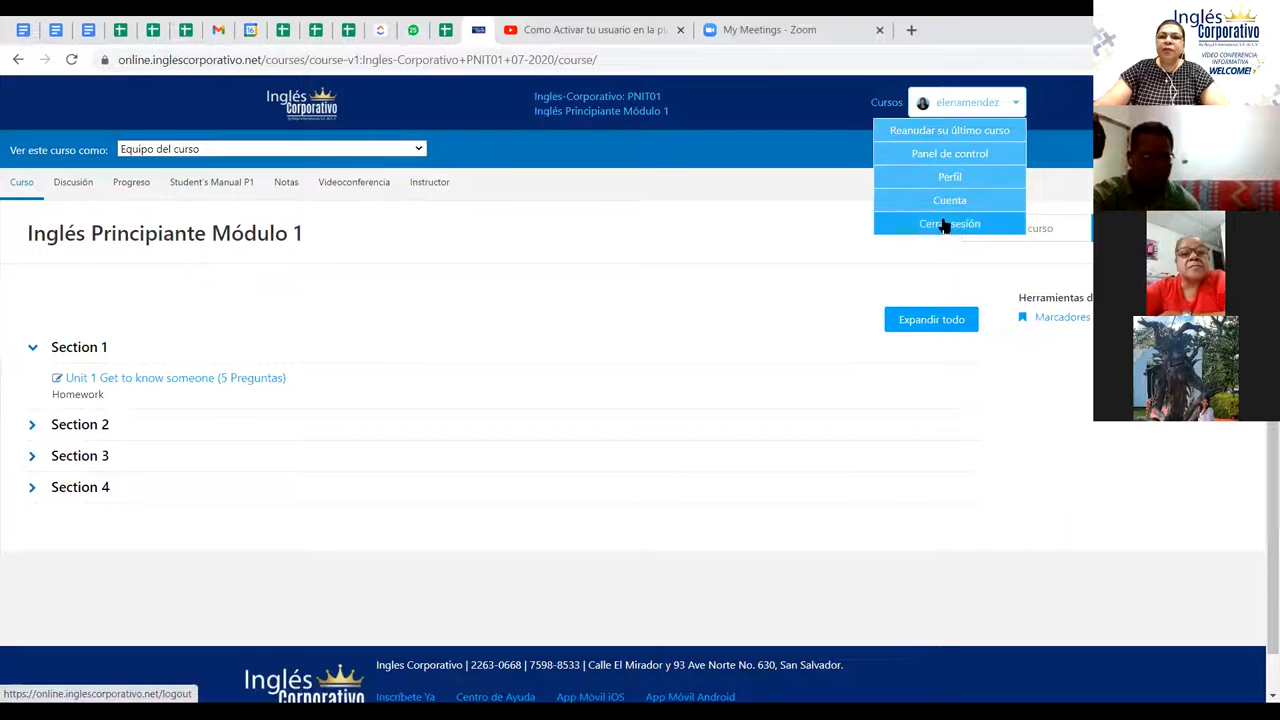 Como Activar tu usuario en la pl
My Meetings - Zoom
online.inglescorporativo.net/courses/course-v1:Ingles-Corporativo+PNIT01
course/
Inglés
Corporativo
Ingles-Corporativo: PNIT01
Inglés Principiante Módulo 1
Cursos
elenamendez
Reanudar su último curso
Panel de control
Perfil
Cuenta
Cerrar sesión
Ver este curso como:
Equipo del curso
Curso
Discusión
Progreso
Student's Manual P1
Notas
Videoconferencia
Instructor
Inglés Principiante Módulo 1
curso
Expandir todo
Herramientas d
Marcadores
Section 1
Unit 1 Get to know someone (5 Preguntas)
Homework
Section 2
Section 3
Section 4
Inglés
Corporativo
Ingles Corporativo | 2263-0668 | 7598-8533 | Calle El Mirador y 93 Ave Norte No. 630, San Salvador.
Inscríbete Ya
Centro de Ayuda
App Móvil iOS
App Móvil Android
https://online.inglescorporativo.net/logout
Inglés
Corporativo
VÍDEO CONFERENCIA
INFORMATIVA
WELCOME!